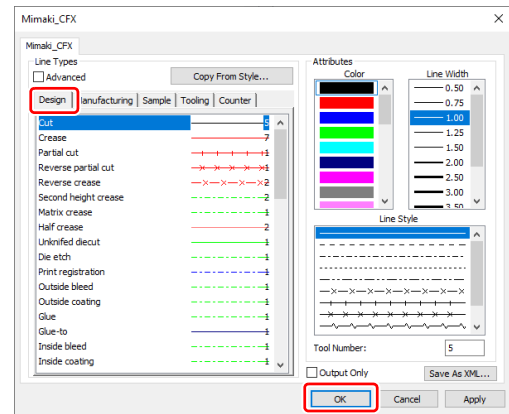 Mimaki_CFX
Mimaki_CFX
Line Types
Advanced
Copy From Style...
Design
Manufacturing
Sample
Tooling
Counter
Cut 5
Crease 7
Partial cut 1
Reverse partial cut 1
Reverse crease 2
Second height crease 2
Matrix crease 1
Half crease 2
Unknifed diecut 1
Die etch 1
Print registration 1
Outside bleed 1
Outside coating 1
Glue 1
Glue-to 1
Inside bleed 1
Inside coating 1
Attributes
Color
Line Width
0.50
0.75
1.00
1.25
1.50
2.00
2.50
3.00
3.50
Line Style
Tool Number: 5
Output Only
Save As XML...
OK
Cancel
Apply